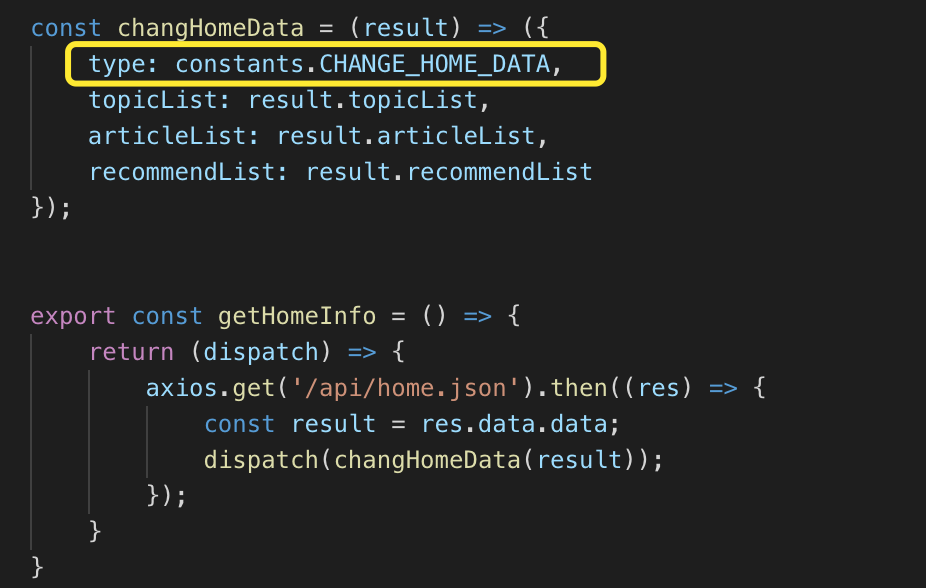 const changHomeData = (result) => ({
    type: constants.CHANGE_HOME_DATA,
    topicList: result.topicList,
    articleList: result.articleList,
    recommendList: result.recommendList
});
export const getHomeInfo = () => {
    return (dispatch) => {
        axios.get('/api/home.json').then((res) => {
            const result = res.data.data;
            dispatch(changHomeData(result));
        });
    }
}